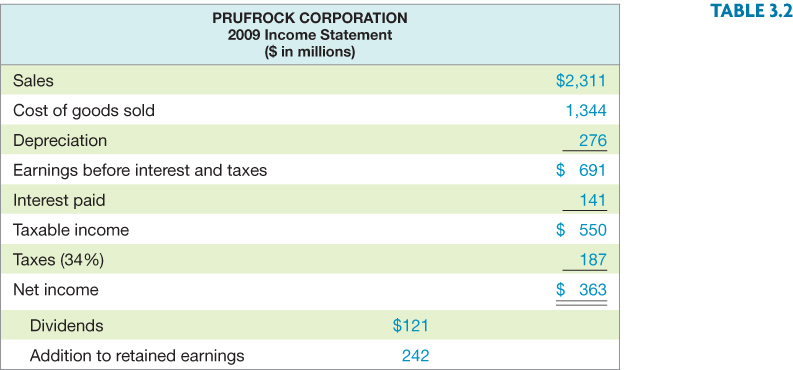 PRUFROCK CORPORATION
2009 Income Statement
($ in millions)
TABLE 3.2
Sales $2,311
Cost of goods sold 1,344
Depreciation 276
Earnings before interest and taxes $ 691
Interest paid 141
Taxable income $ 550
Taxes (34%) 187
Net income $ 363
Dividends $121
Addition to retained earnings 242